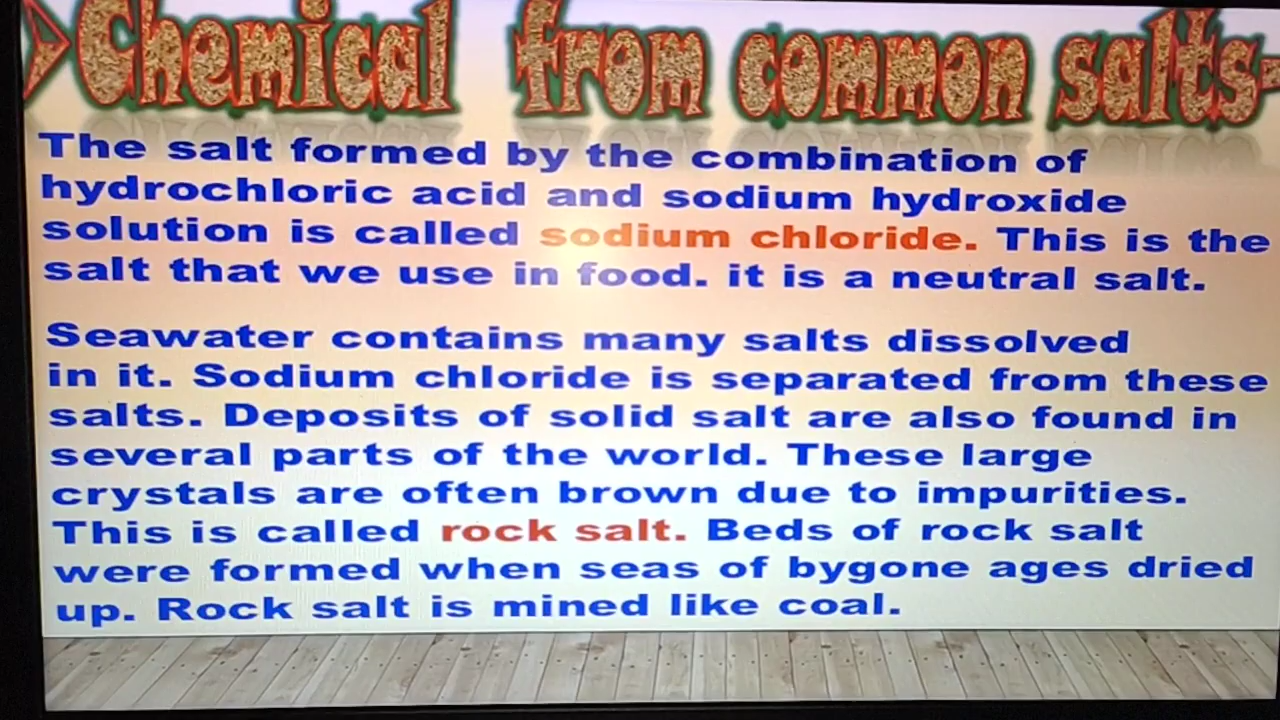 Chemical from common salts-
The salt formed by the combination of
hydrochloric acid and sodium hydroxide
solution is called sodium chloride. This is the
salt that we use in food. it is a neutral salt.
Seawater contains many salts dissolved
in it. Sodium chloride is separated from these
salts. Deposits of solid salt are also found in
several parts of the world. These large
crystals are often brown due to impurities.
This is called rock salt. Beds of rock salt
were formed when seas of bygone ages dried
up. Rock salt is mined like coal.